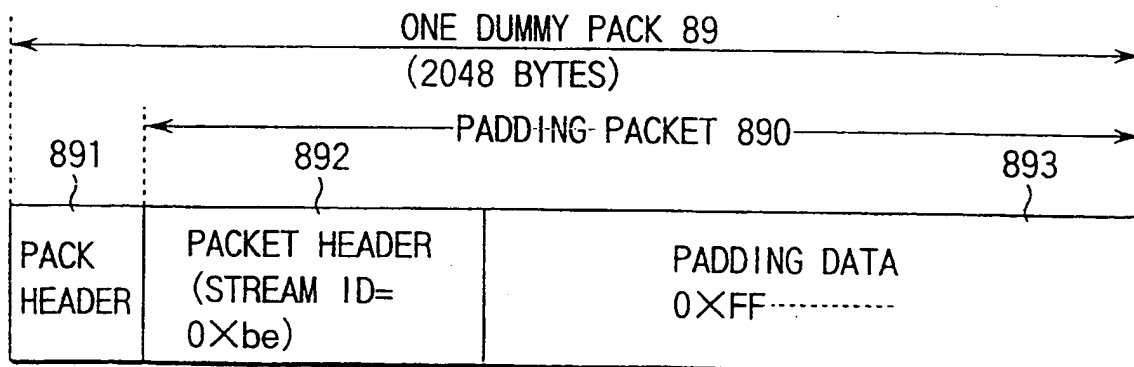 ONE DUMMY PACK 89
(2048 BYTES)
PADDING PACKET 890
891
892
893
PACK
HEADER
PACKET HEADER
(STREAM ID=
0×be)
PADDING DATA
0×FF-----------